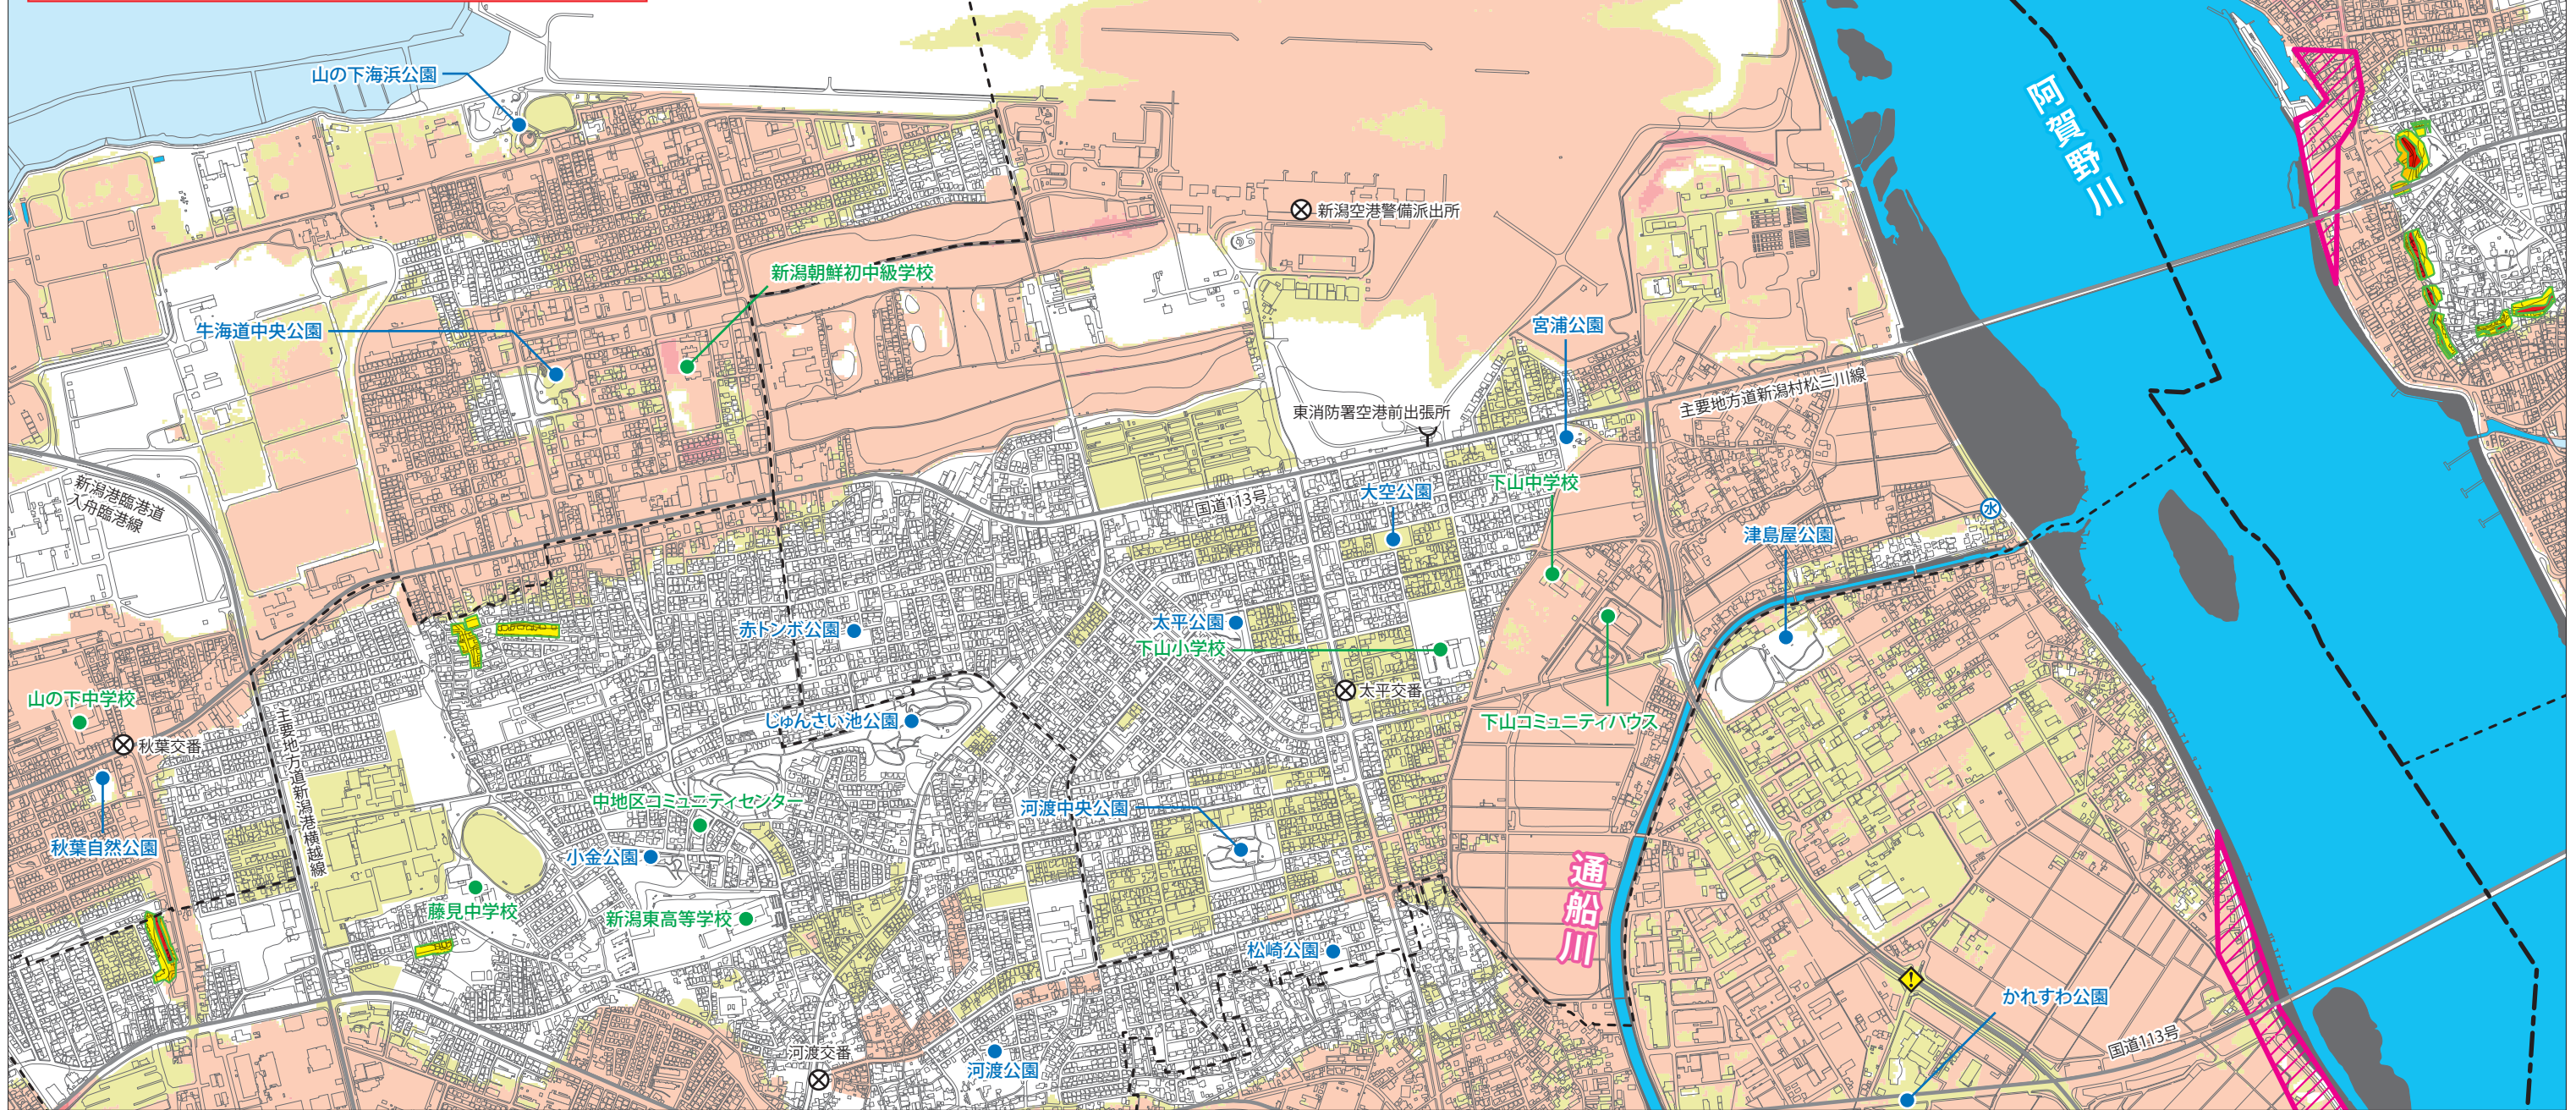 山の下海浜公園
阿賀野川
新潟空港警備派出所
新潟朝鮮初中級学校
牛海道中央公園
宮浦公園
主要地方道新潟村松三川線
東消防署空港前出張所
新潟港臨港道
入舟臨港線
国道113号
大空公園
下山中学校
水
津島屋公園
赤トンボ公園
太平公園
下山小学校
太平交番
山の下中学校
秋葉交番
主要地方道新潟港横越線
じゅんさい池公園
下山コミュニティハウス
中地区コミュニティセンター
河渡中央公園
秋葉自然公園
小金公園
通船川
藤見中学校
新潟東高等学校
松崎公園
!
かれすわ公園
国道113号
河渡交番
河渡公園